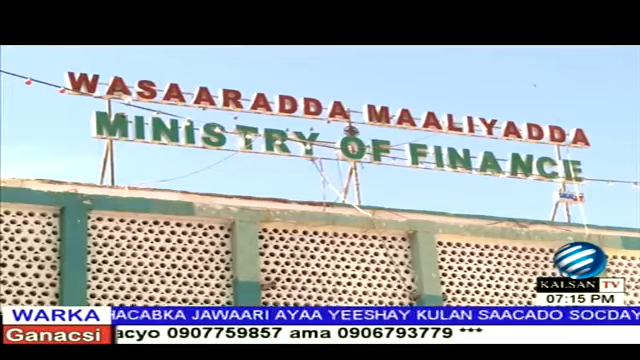 WASAARADDA MAALIYADDA
MINISTRY OF FINANCE
KALSAN TV
07:15 PM
WARKA
HACABKA JAWAARI AYAA YEESHAY KULAN SAACADO SOCDAY
Ganacsi
acyo 0907759857 ama 0906793779 ***